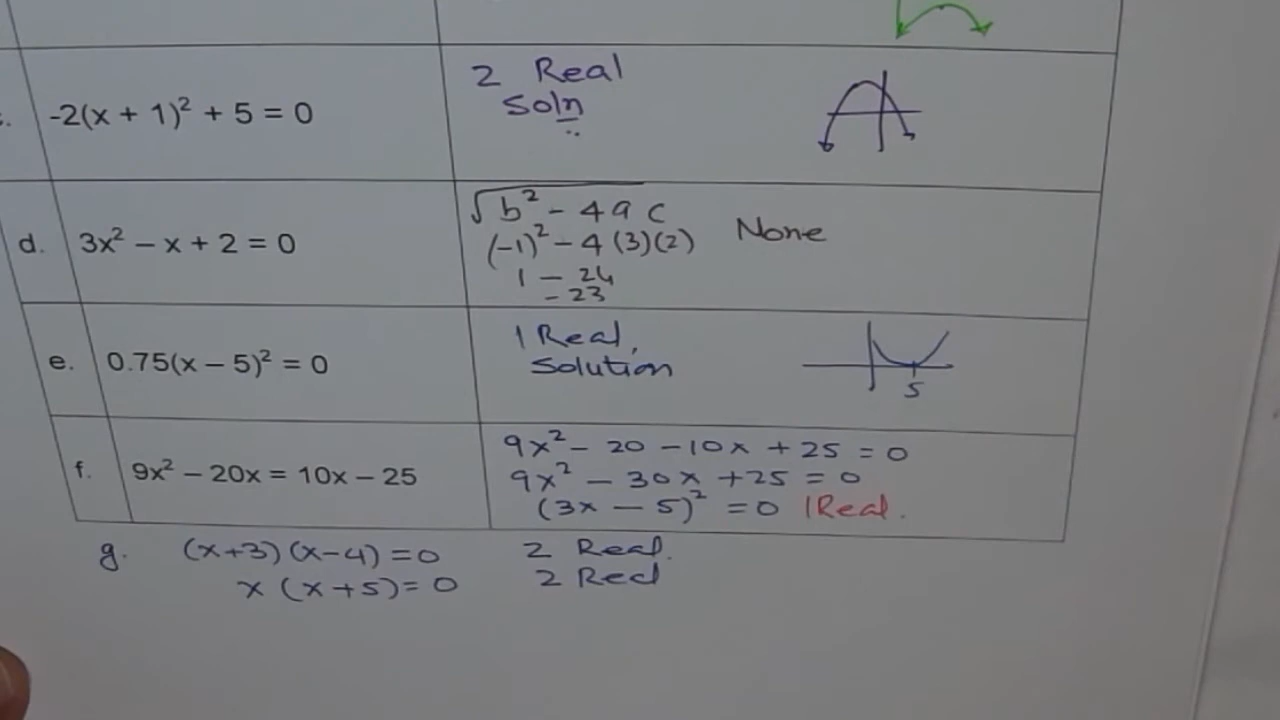 -2(x + 1)² + 5 = 0
2 Real
Soln
d. 3x² – x + 2 = 0
√b² - 4ac
(-1)² - 4(3)(2) None
1 - 24
- 23
e. 0.75(x – 5)² = 0
1 Real,
Solution
5
f. 9x² – 20x = 10x – 25
9x² - 20 - 10x + 25 = 0
9x² - 30x + 25 = 0
(3x - 5)² = 0 1Real.
g. (x+3)(x-4)=0 2 Real.
x(x+5)=0 2 Real